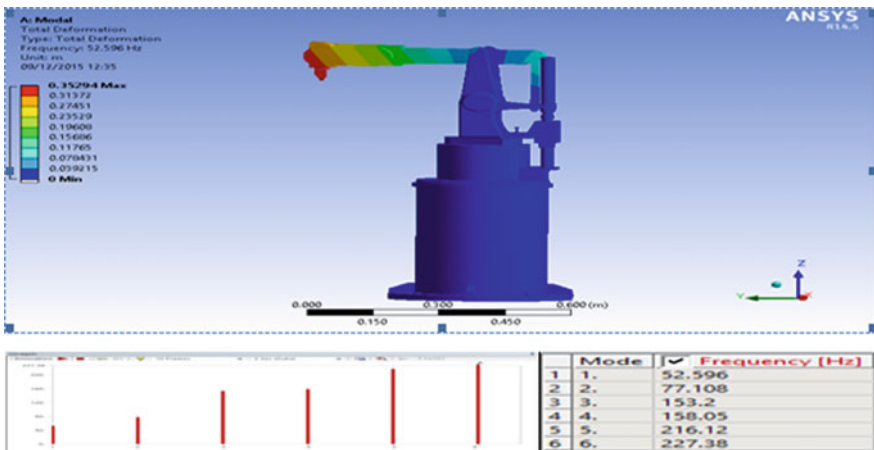 A: Modal
Total Deformation
Type: Total Deformation
Frequency: 52.596 Hz
Unit: m
09/12/2015 12:35
0.35294 Max
0.31372
0.27451
0.23529
0.19608
0.15686
0.11765
0.078431
0.039215
0 Min
ANSYS
R14.5
Z
Y
X
0.000 0.300 0.600 (m)
0.150 0.450
Mode Frequency [Hz]
1 1. 52.596
2 2. 77.108
3 3. 153.2
4 4. 158.05
5 5. 216.12
6 6. 227.38